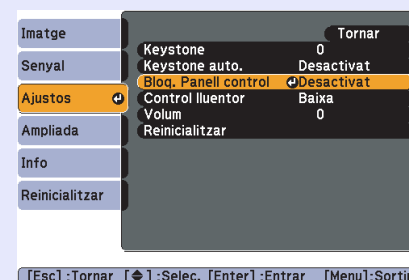 Imatge
Senyal
Ajustos
Ampliada
Info
Reinicialitzar
Tornar
Keystone 0
Keystone auto. Desactivat
Bloq. Panell control Desactivat
Control lluentor Baixa
Volum 0
Reinicialitzar
[Esc] :Tornar [ ] :Selec. [Enter] :Entrar [Menu] :Sortir